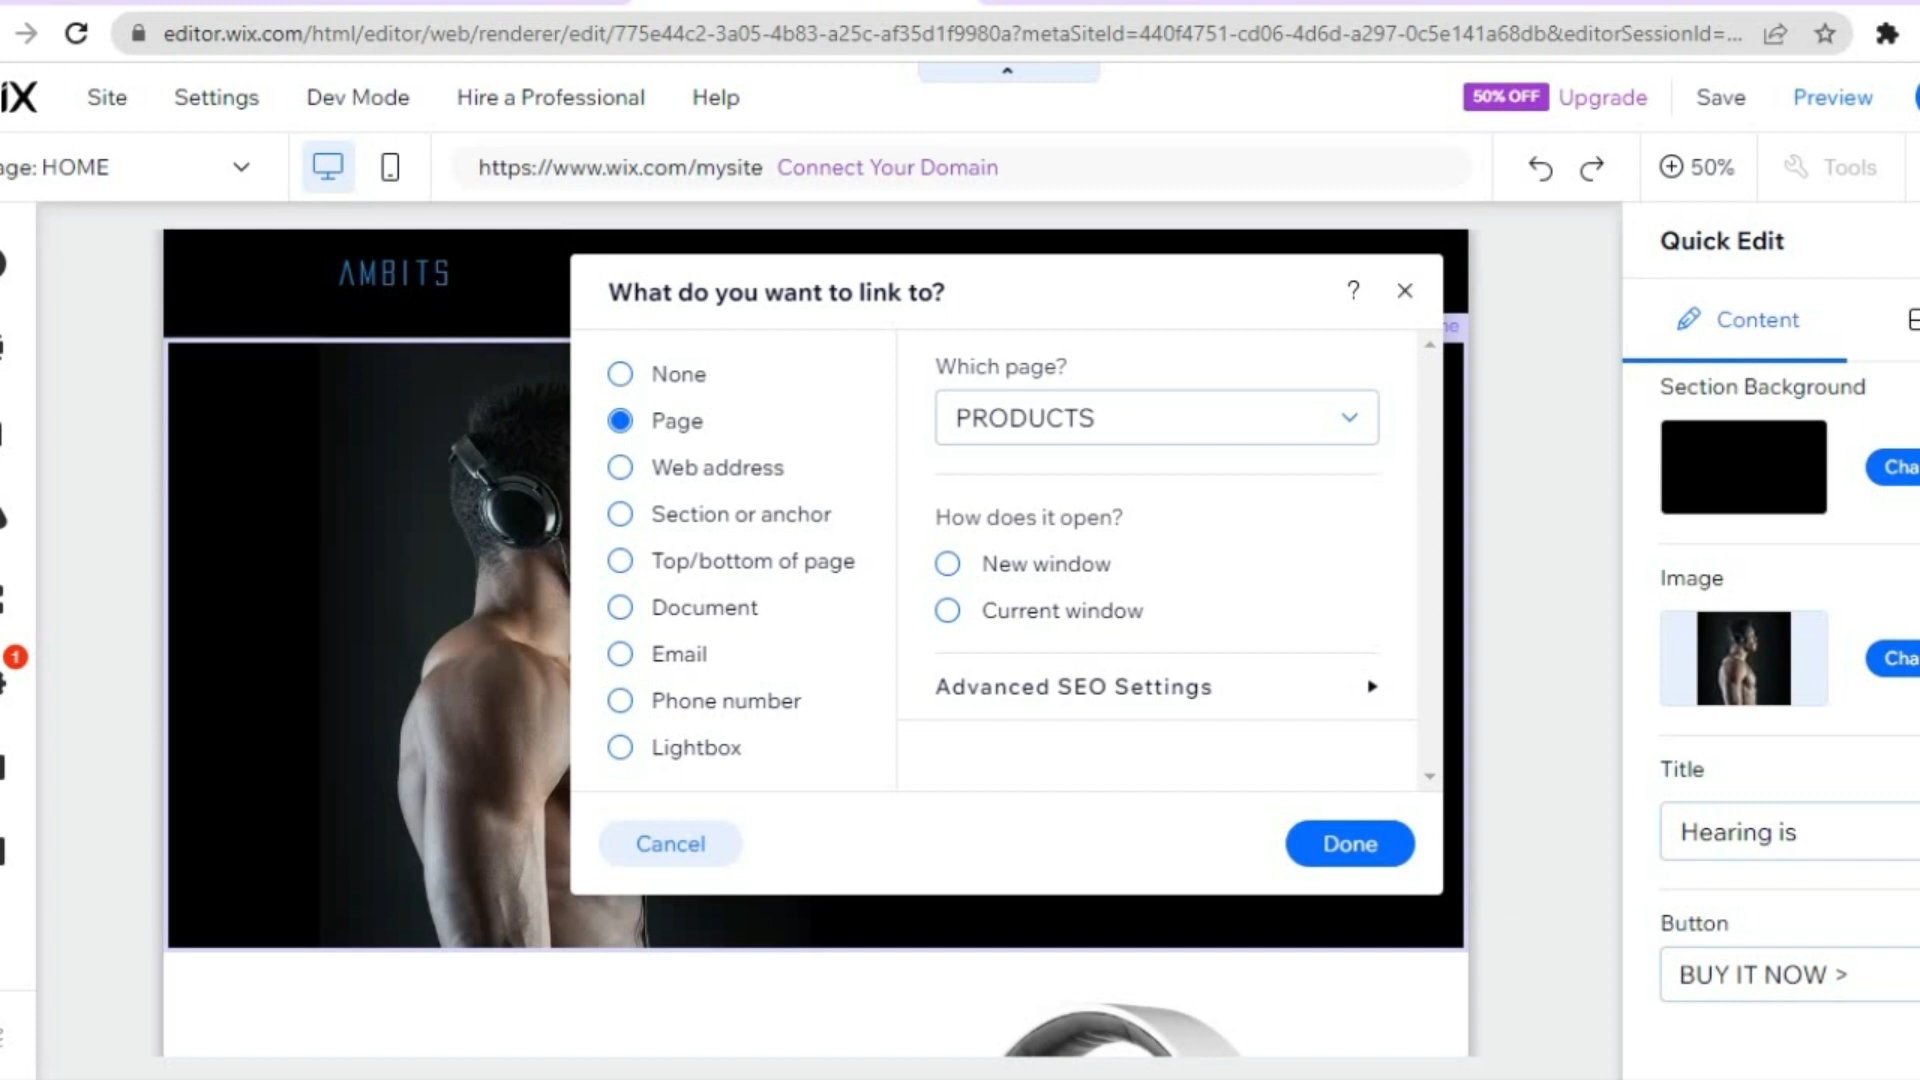 editor.wix.com/html/editor/web/renderer/edit/775e44c2-3a05-4b83-a25c-af35d1f9980a?metaSiteId=440f4751-cd06-4d6d-a297-0c5e141a68db&editorSessionId=...
iX Site Settings Dev Mode Hire a Professional Help 50% OFF Upgrade Save Preview
age: HOME https://www.wix.com/mysite Connect Your Domain 50% Tools
AMBITS
What do you want to link to? ?
None
Page
Web address
Section or anchor
Top/bottom of page
Document
Email
Phone number
Lightbox
Which page?
PRODUCTS
How does it open?
New window
Current window
Advanced SEO Settings
Cancel Done
Quick Edit
Content
Section Background
Cha
Image
Cha
Title
Hearing is
Button
BUY IT NOW >
1